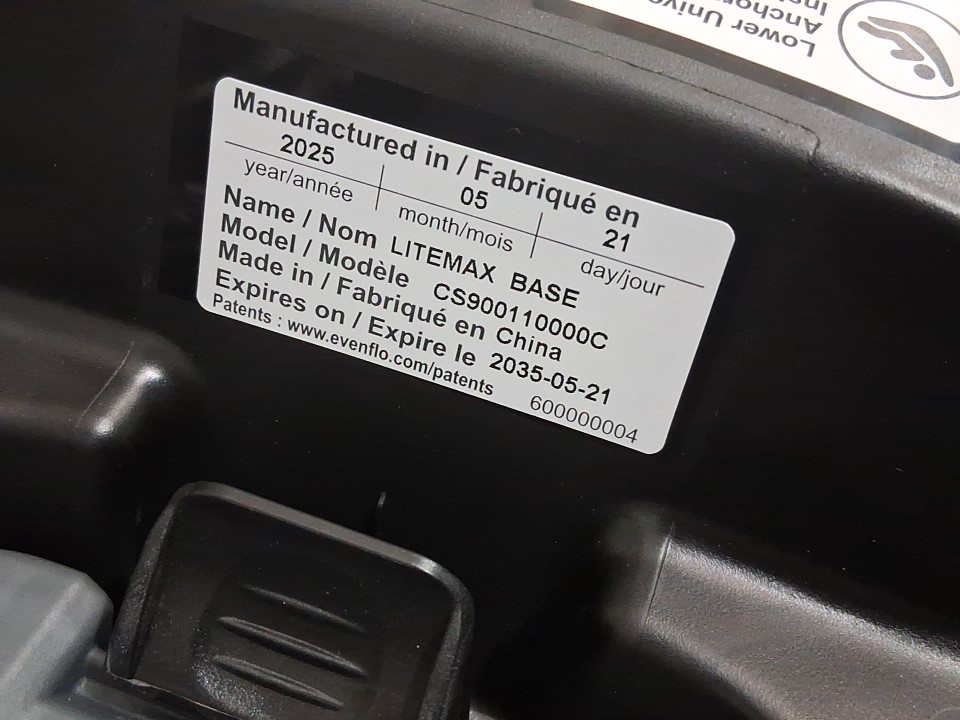 Lower Unive
Anchor
Ins
Manufactured in / Fabriqué en
2025 05 21
year/année month/mois day/jour
Name / Nom LITEMAX BASE
Model / Modèle CS900110000C
Made in / Fabriqué en China
Expires on / Expire le 2035-05-21
Patents : www.evenflo.com/patents
600000004